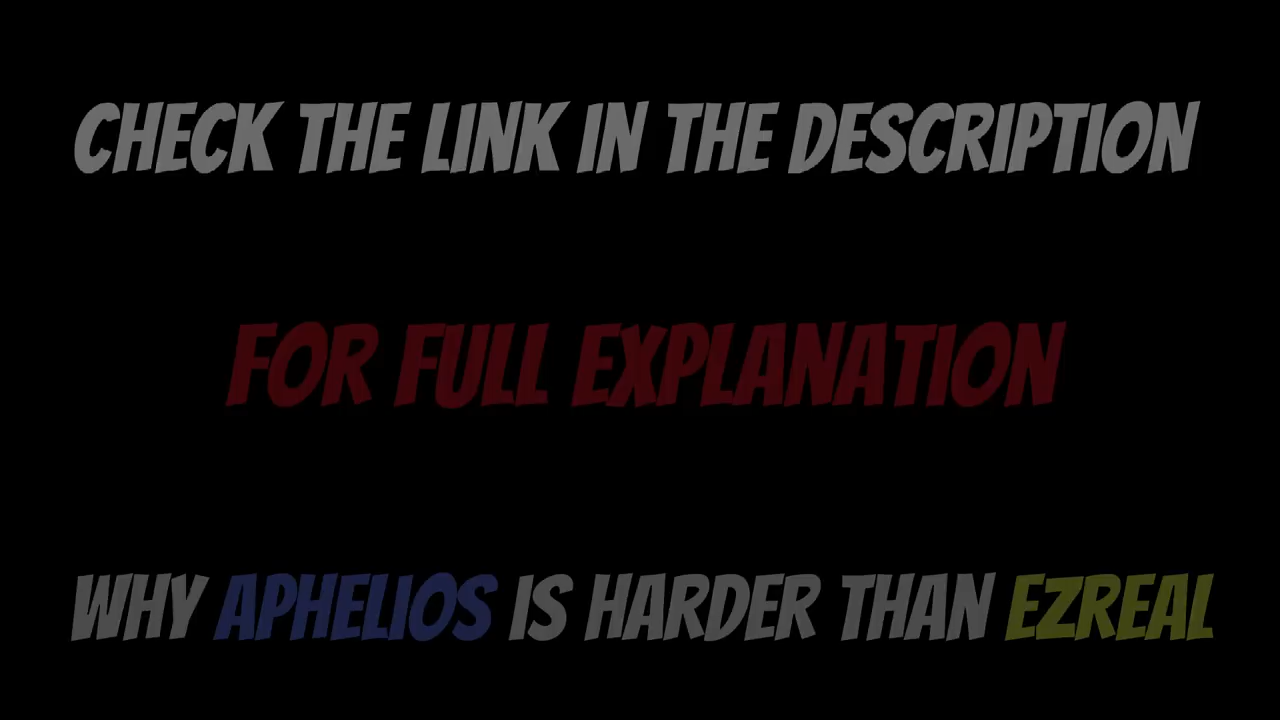 CHECK THE LINK IN THE DESCRIPTION
FOR FULL EXPLANATION
WHY APHELIOS IS HARDER THAN EZREAL